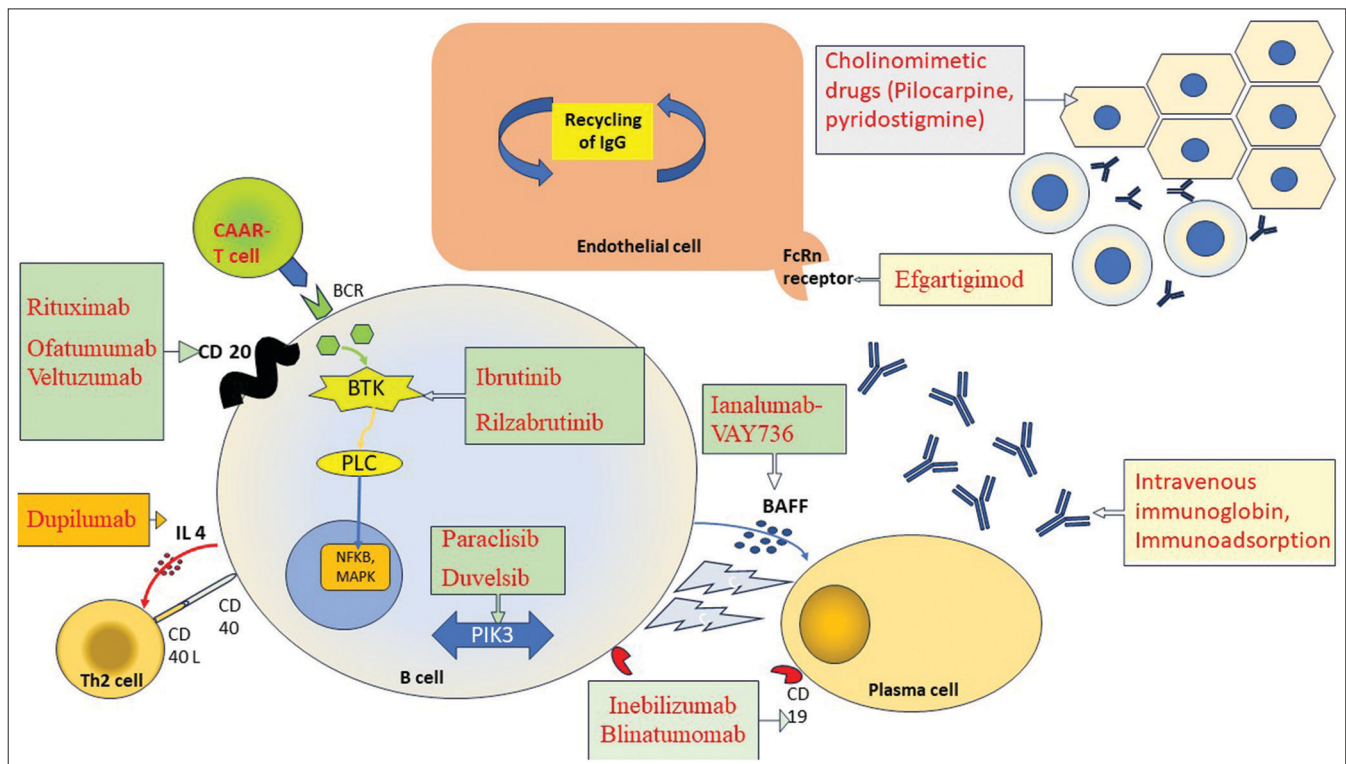 Recycling
of IgG
Endothelial cell
FcRn
receptor
Efgartigimod
Cholinomimetic
drugs (Pilocarpine,
pyridostigmine)
CAAR-
T cell
BCR
Rituximab
Ofatumumab
Veltuzumab
CD 20
BTK
Ibrutinib
Rilzabrutinib
PLC
NFKB,
MAPK
Paraclisib
Duvelsib
PIK3
B cell
Dupilumab
IL 4
CD
40
CD
40 L
Th2 cell
Ianalumab-
VAY736
BAFF
C
C
Intravenous
immunoglobin,
Immunoadsorption
Plasma cell
Inebilizumab
Blinatumomab
CD
19